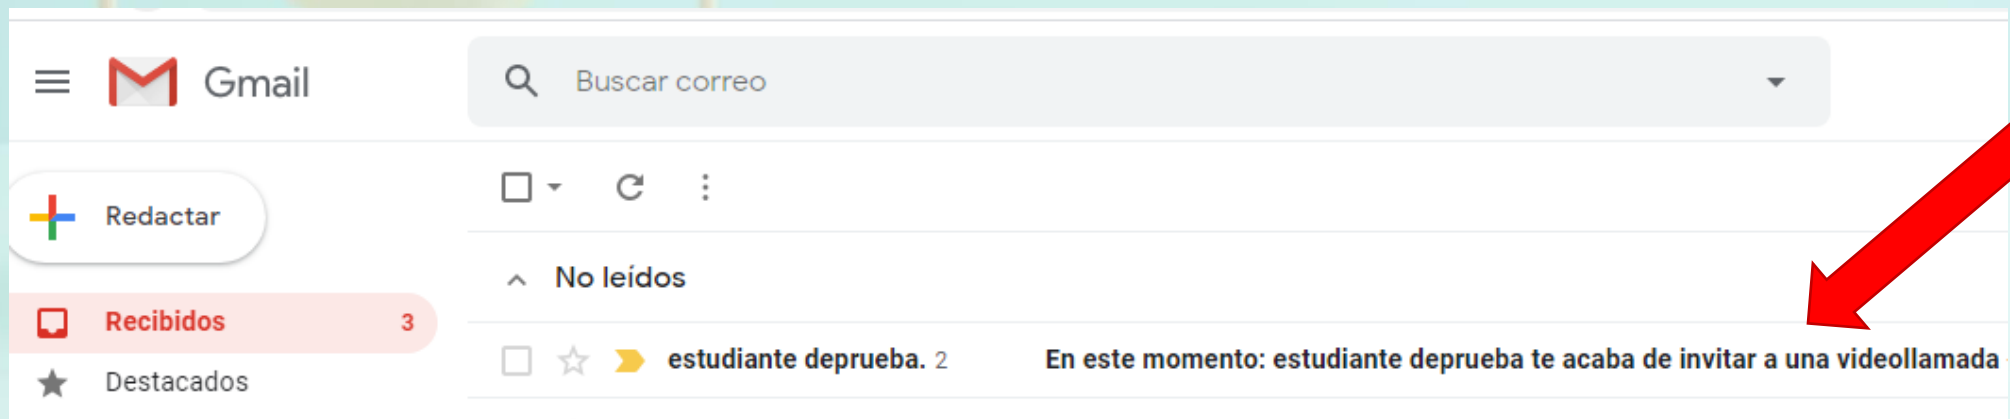 Gmail
Buscar correo
Redactar
No leídos
Recibidos 3
estudiante deprueba. 2 En este momento: estudiante deprueba te acaba de invitar a una videollamada
Destacados